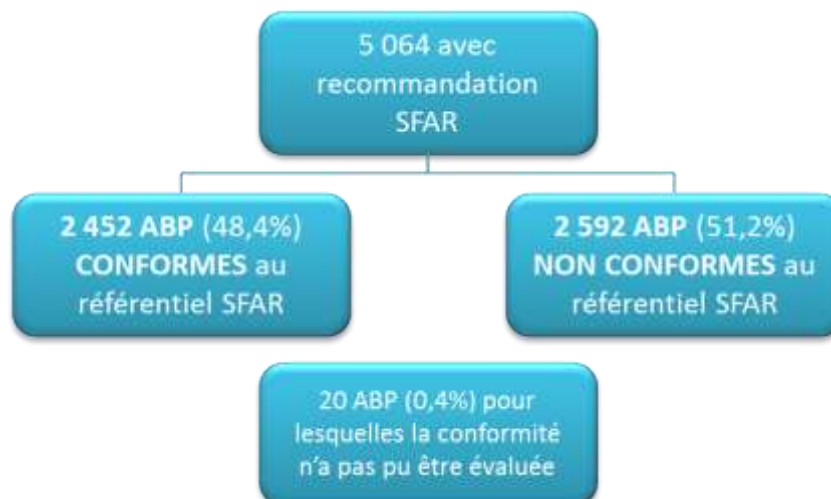 5 064 avec
recommandation
SFAR
2 452 ABP (48,4%)
CONFORMES au
référentiel SFAR
2 592 ABP (51,2%)
NON CONFORMES au
référentiel SFAR
20 ABP (0,4%) pour
lesquelles la conformité
n'a pas pu être évaluée